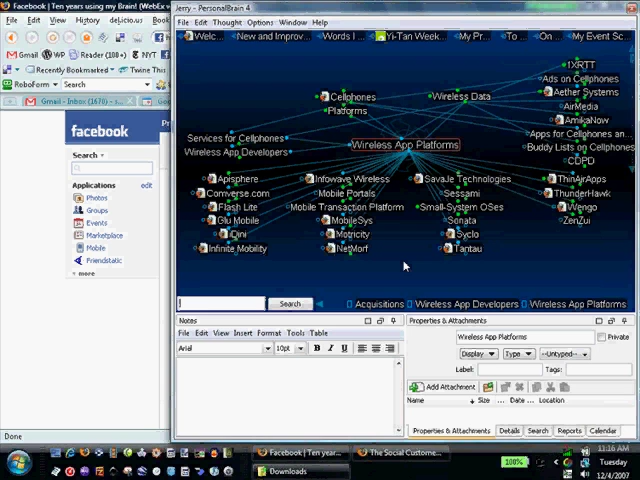 Facebook | Ten years using my Brain! (WebEx w
Edit
View
History
Bookmarks
del.icio.us
To
Gmail
WP
Reader (100+)
NYT
Recently Bookmarked
Twine This
RoboForm
Gmail - Inbox (1670) - s...
facebook
Search
Applications
edit
Photos
Groups
Events
Marketplace
Mobile
Friendstatic
more
Done
Jerry - PersonalBrain 4
File Edit Thought Options Window Help
Welc...
New and Improv...
Words I ...
Yi-Tan Week...
My Pr...
To ...
On ...
My Event Sc...
Cellphones
Platforms
Wireless Data
1XRTT
Ads on Cellphones
Aether Systems
AirMedia
AmikaNow
Apps for Cellphones an...
Buddy Lists on Cellphones
CDPD
Services for Cellphones
Wireless App Developers
Wireless App Platforms
Apisphere
Infowave Wireless
SavaJe Technologies
ThinAirApps
Comverse.com
Mobile Portals
Sessami
ThunderHawk
Flash Lite
Mobile Transaction Platform
Small-System OSes
Wengo
Glu Mobile
MobileSys
Sonata
ZenZui
iDini
Motricity
Syclo
Infinite Mobility
NetMorf
Tantau
Search
Acquisitions
Wireless App Developers
Wireless App Platforms
Notes
File Edit View Insert Format Tools Table
Arial
10pt
B I U
Properties & Attachments
Wireless App Platforms
Private
Display
Type
--Untyped--
Label:
Tags:
Add Attachment
Name
Size ...
Date ...
Location
Properties & Attachments
Details
Search
Reports
Calendar
Facebook | Ten year...
The Social Custome...
Downloads
100%
11:16 AM
Tuesday
12/4/2007